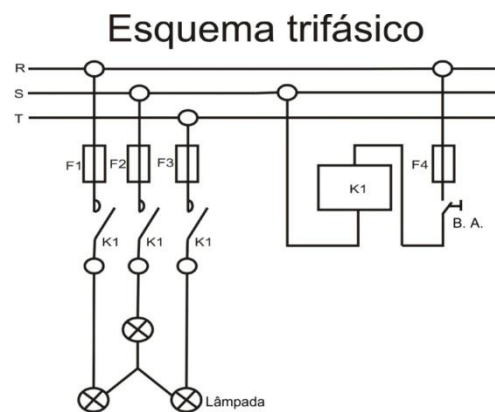 Esquema trifásico
R
S
T
F1 F2 F3 K1 F4
K1 K1 K1 B. A.
Lâmpada